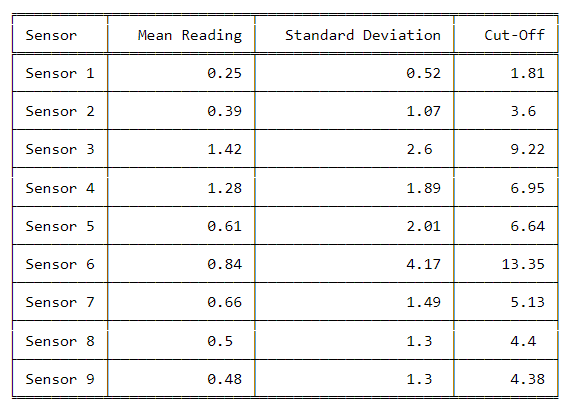 Sensor Mean Reading Standard Deviation Cut-Off
Sensor 1 0.25 0.52 1.81
Sensor 2 0.39 1.07 3.6
Sensor 3 1.42 2.6 9.22
Sensor 4 1.28 1.89 6.95
Sensor 5 0.61 2.01 6.64
Sensor 6 0.84 4.17 13.35
Sensor 7 0.66 1.49 5.13
Sensor 8 0.5 1.3 4.4
Sensor 9 0.48 1.3 4.38